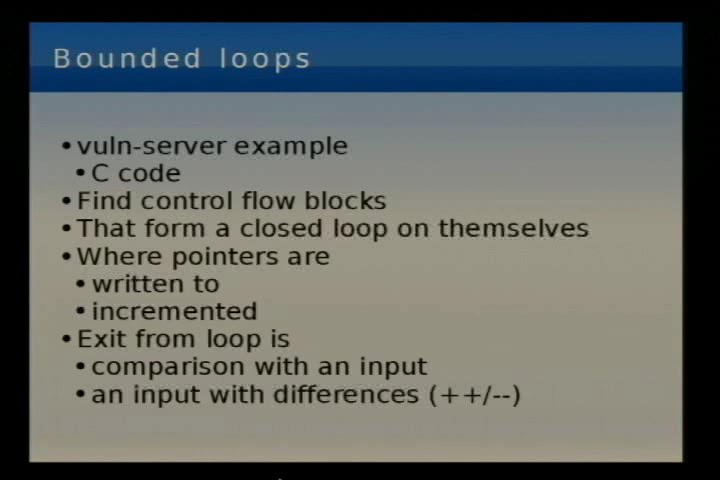 Bounded loops
• vuln-server example
• C code
• Find control flow blocks
• That form a closed loop on themselves
• Where pointers are
• written to
• incremented
• Exit from loop is
• comparison with an input
• an input with differences (++/--)